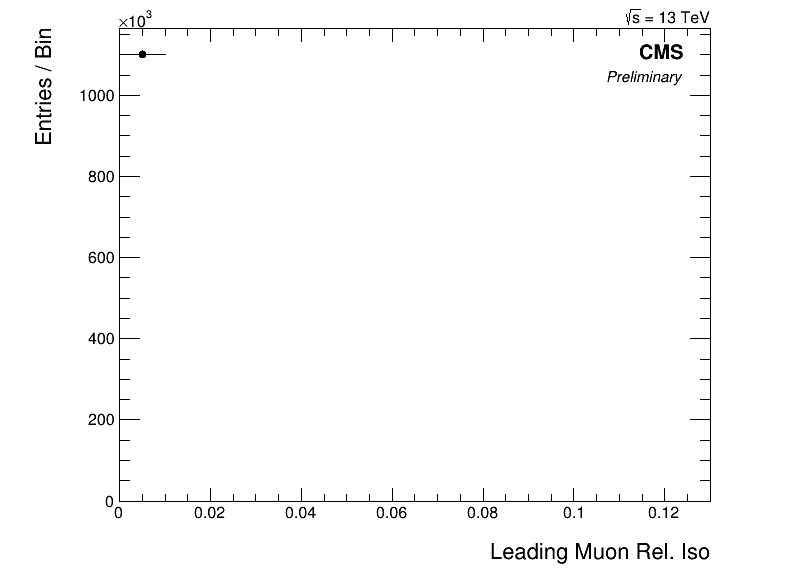 ×10³
√s = 13 TeV
CMS
Preliminary
Entries / Bin
1000
800
600
400
200
0
0 0.02 0.04 0.06 0.08 0.1 0.12
Leading Muon Rel. Iso